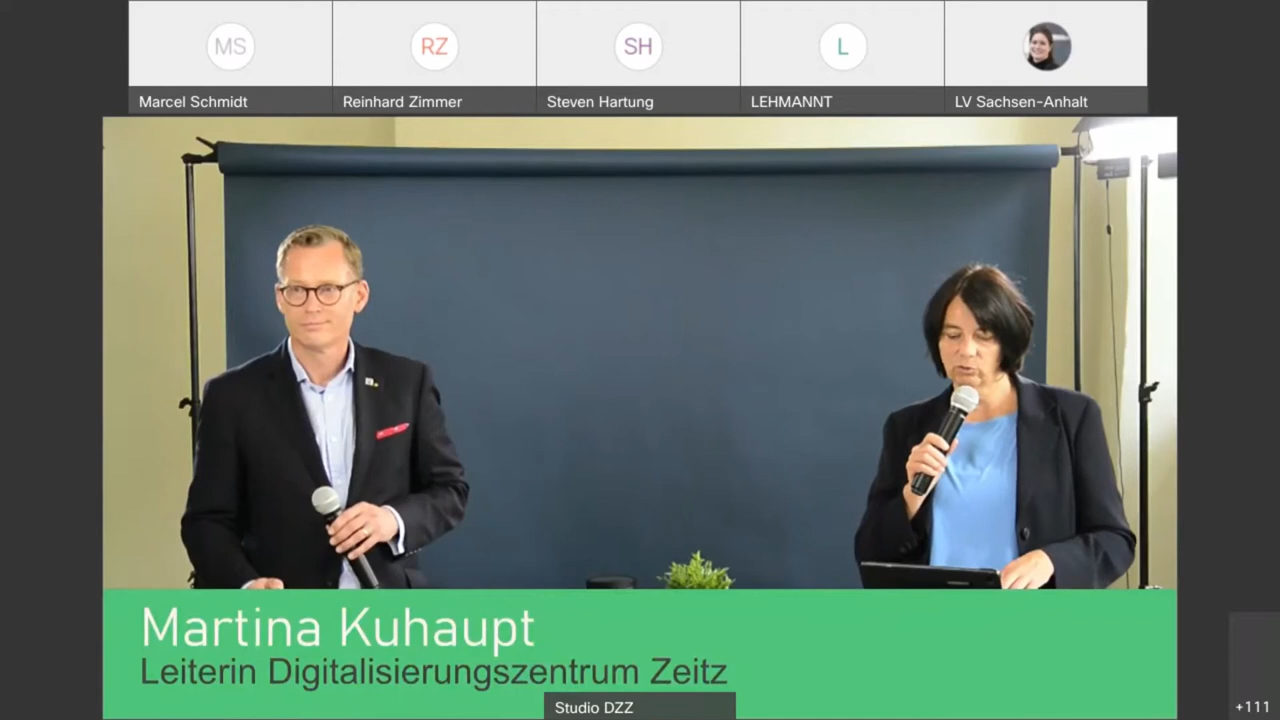 MS
RZ
SH
L
Marcel Schmidt
Reinhard Zimmer
Steven Hartung
LEHMANNT
LV Sachsen-Anhalt
Martina Kuhaupt
Leiterin Digitalisierungszentrum Zeitz
Studio DZZ
+111